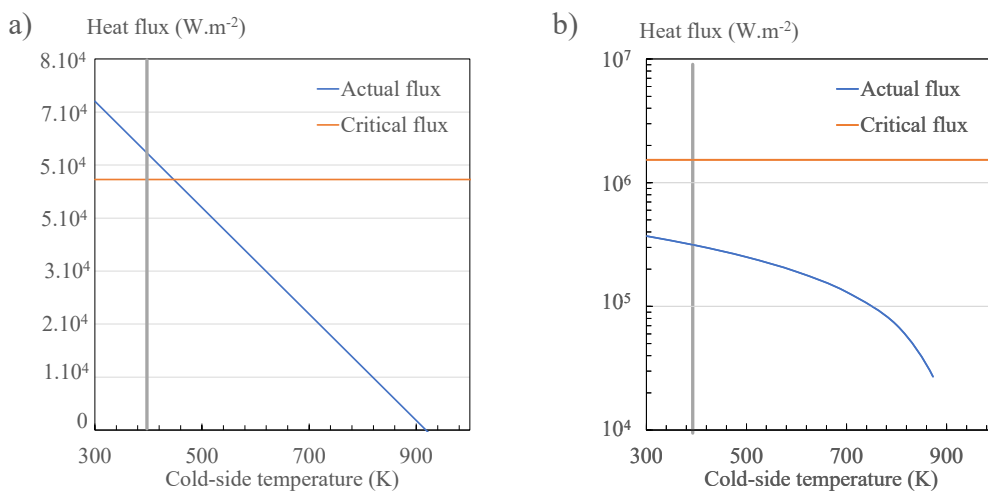 a)
Heat flux (W.m-2)
8.10⁴
7.10⁴
5.10⁴
5.10⁴
3.10⁴
2.10⁴
1.10⁴
0
Actual flux
Critical flux
300 500 700 900
Cold-side temperature (K)
b)
Heat flux (W.m-2)
10⁷
10⁶
10⁵
10⁴
Actual flux
Critical flux
300 500 700 900
Cold-side temperature (K)